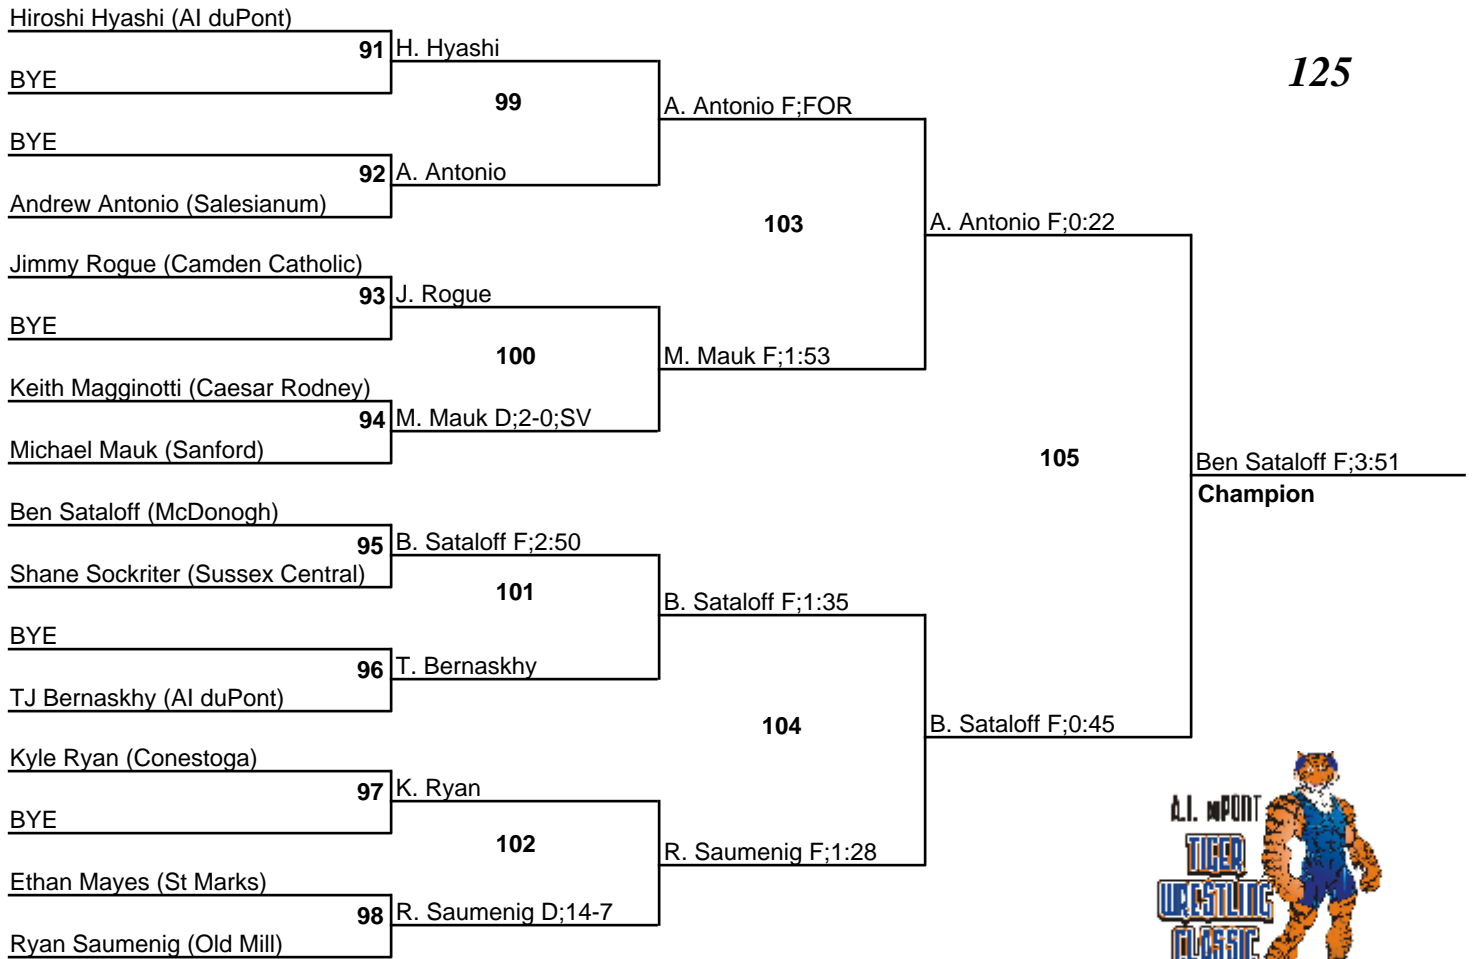 Hiroshi Hyashi (AI duPont)
91 H. Hyashi
BYE
125
99
A. Antonio F;FOR
BYE
92 A. Antonio
Andrew Antonio (Salesianum)
103
A. Antonio F;0:22
Jimmy Rogue (Camden Catholic)
93 J. Rogue
BYE
100
M. Mauk F;1:53
Keith Magginotti (Caesar Rodney)
94 M. Mauk D;2-0;SV
Michael Mauk (Sanford)
105
Ben Sataloff F;3:51
Champion
Ben Sataloff (McDonogh)
95 B. Sataloff F;2:50
Shane Sockriter (Sussex Central)
101
B. Sataloff F;1:35
BYE
96 T. Bernaskhy
TJ Bernaskhy (AI duPont)
104
B. Sataloff F;0:45
Kyle Ryan (Conestoga)
97 K. Ryan
BYE
102
R. Saumenig F;1:28
Ethan Mayes (St Marks)
98 R. Saumenig D;14-7
Ryan Saumenig (Old Mill)
A.I. duPONT
TIGER
WRESTLING
CLASSIC